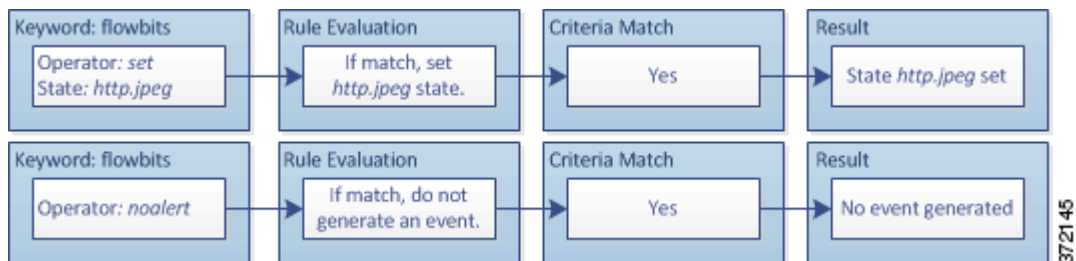 Keyword: flowbits
Operator: set
State: http.jpeg
Rule Evaluation
If match, set
http.jpeg state.
Criteria Match
Yes
Result
State http.jpeg set
Keyword: flowbits
Operator: noalert
Rule Evaluation
If match, do not
generate an event.
Criteria Match
Yes
Result
No event generated
372145